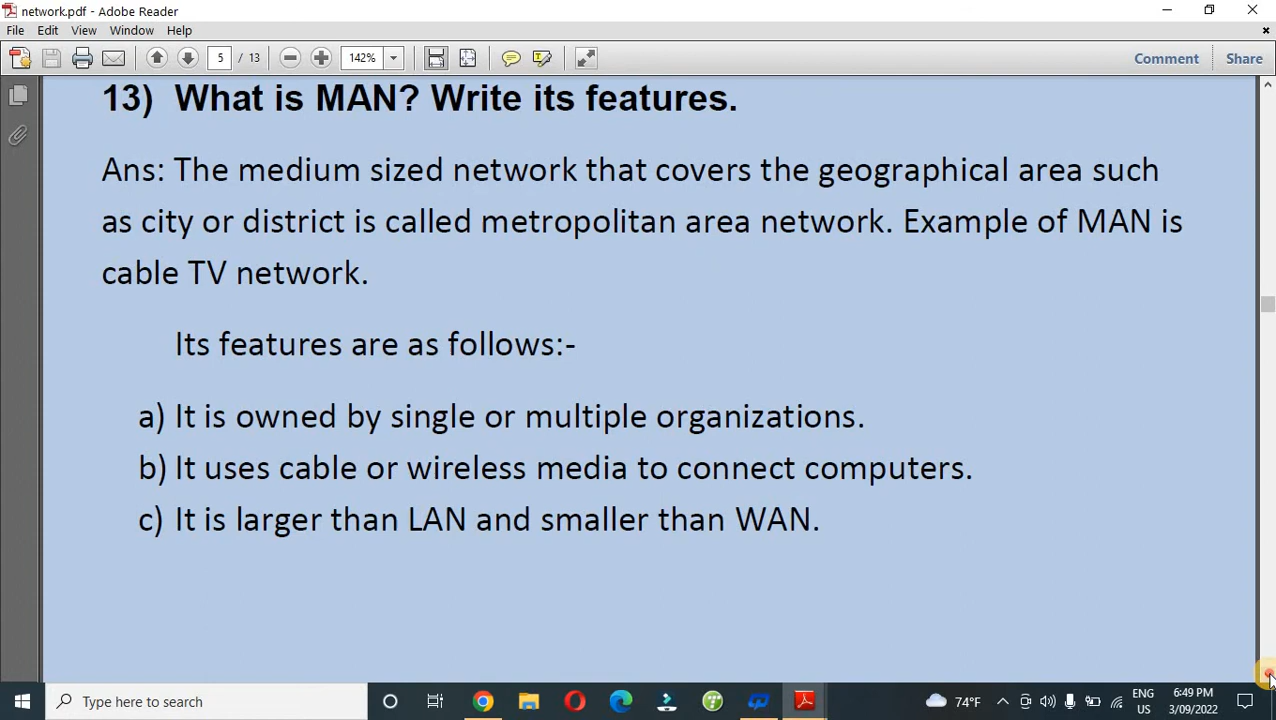 network.pdf - Adobe Reader
File Edit View Window Help
5 / 13 142% Comment Share
13) What is MAN? Write its features.
Ans: The medium sized network that covers the geographical area such
as city or district is called metropolitan area network. Example of MAN is
cable TV network.
Its features are as follows:-
a) It is owned by single or multiple organizations.
b) It uses cable or wireless media to connect computers.
c) It is larger than LAN and smaller than WAN.
Type here to search 74°F ENG 6:49 PM
US 3/09/2022